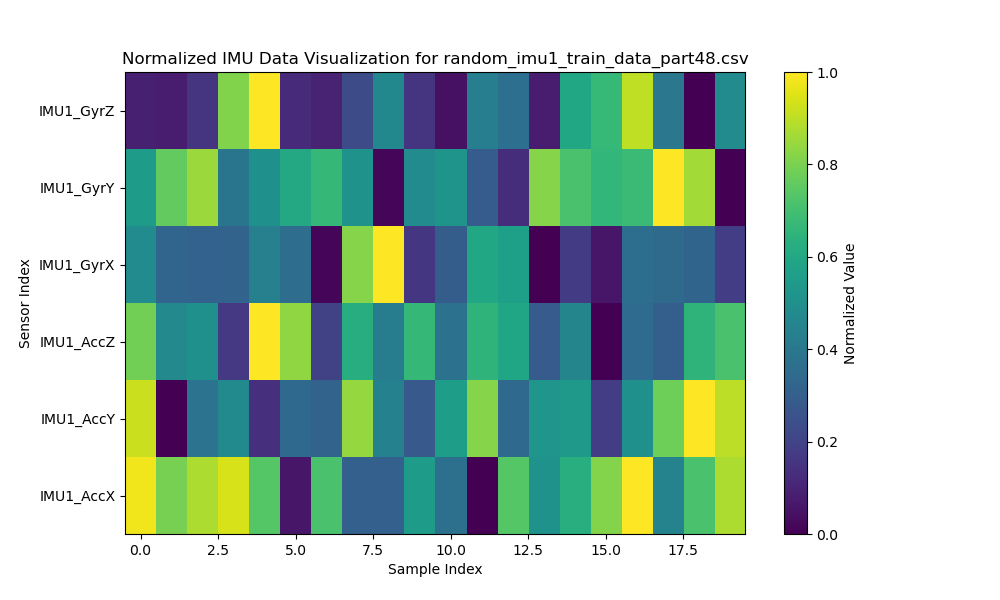 Normalized IMU Data Visualization for random_imu1_train_data_part48.csv
IMU1_GyrZ
IMU1_GyrY
IMU1_GyrX
IMU1_AccZ
IMU1_AccY
IMU1_AccX
Sensor Index
0.0 2.5 5.0 7.5 10.0 12.5 15.0 17.5
Sample Index
1.0
0.8
0.6
0.4
0.2
0.0
Normalized Value